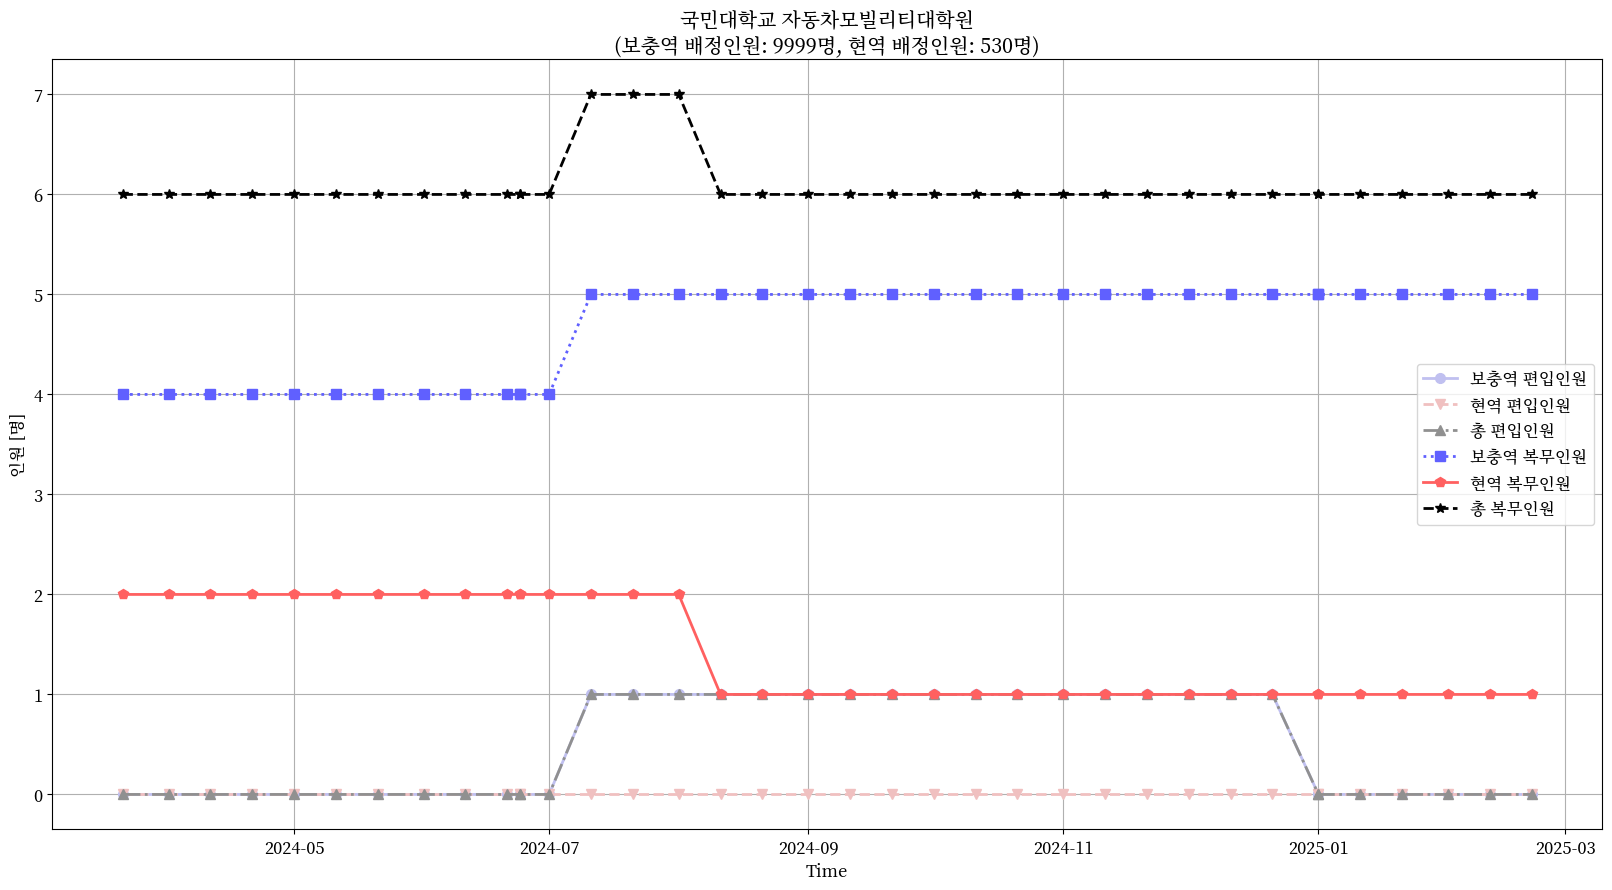 국민대학교 자동차모빌리티대학원
(보충역 배정인원: 9999명, 현역 배정인원: 530명)
인원 [명]
7
6
5
4
3
2
1
0
보충역 편입인원
현역 편입인원
총 편입인원
보충역 복무인원
현역 복무인원
총 복무인원
2024-05
2024-07
2024-09
2024-11
2025-01
2025-03
Time